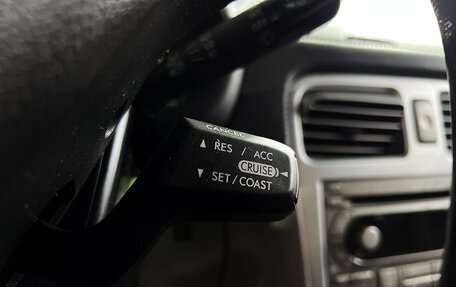 CANCEL
▲ RES / ACC
CRUISE ◄
▼ SET / COAST